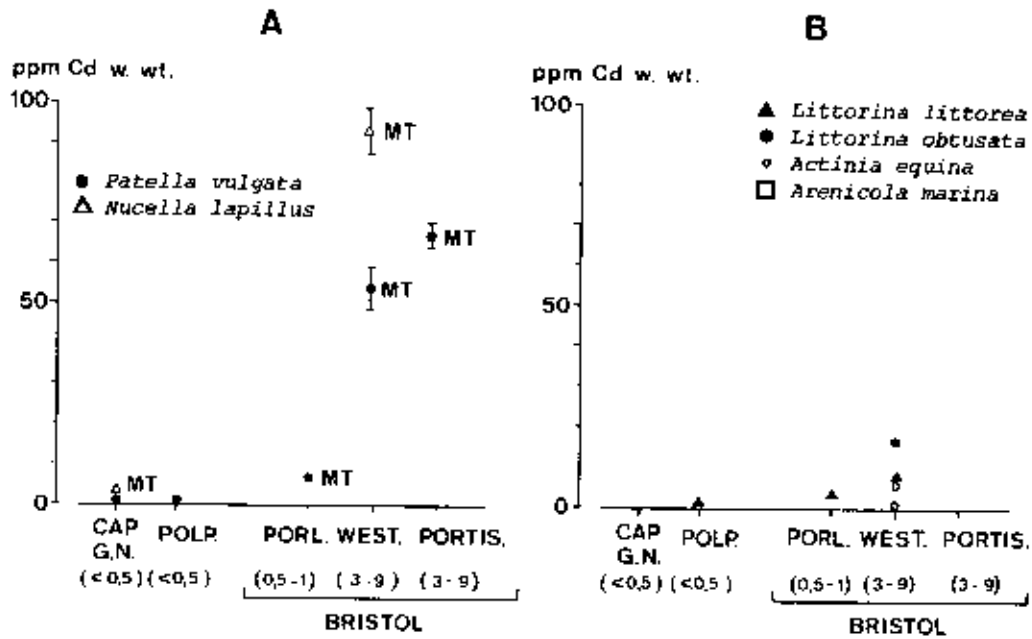 A
ppm Cd w. wt.
100
50
0
● Patella vulgata
△ Nucella lapillus
MT
MT
MT
MT
MT
CAP G.N.
POLP.
PORL.
WEST.
PORTIS.
(<0,5)
(<0,5)
(0,5-1)
(3-9)
(3-9)
BRISTOL
B
ppm Cd w. wt.
100
50
0
▲ Littorina littorea
● Littorina obtusata
Actinia equina
□ Arenicola marina
CAP G.N.
POLP.
PORL.
WEST.
PORTIS.
(<0,5)
(<0,5)
(0,5-1)
(3-9)
(3-9)
BRISTOL